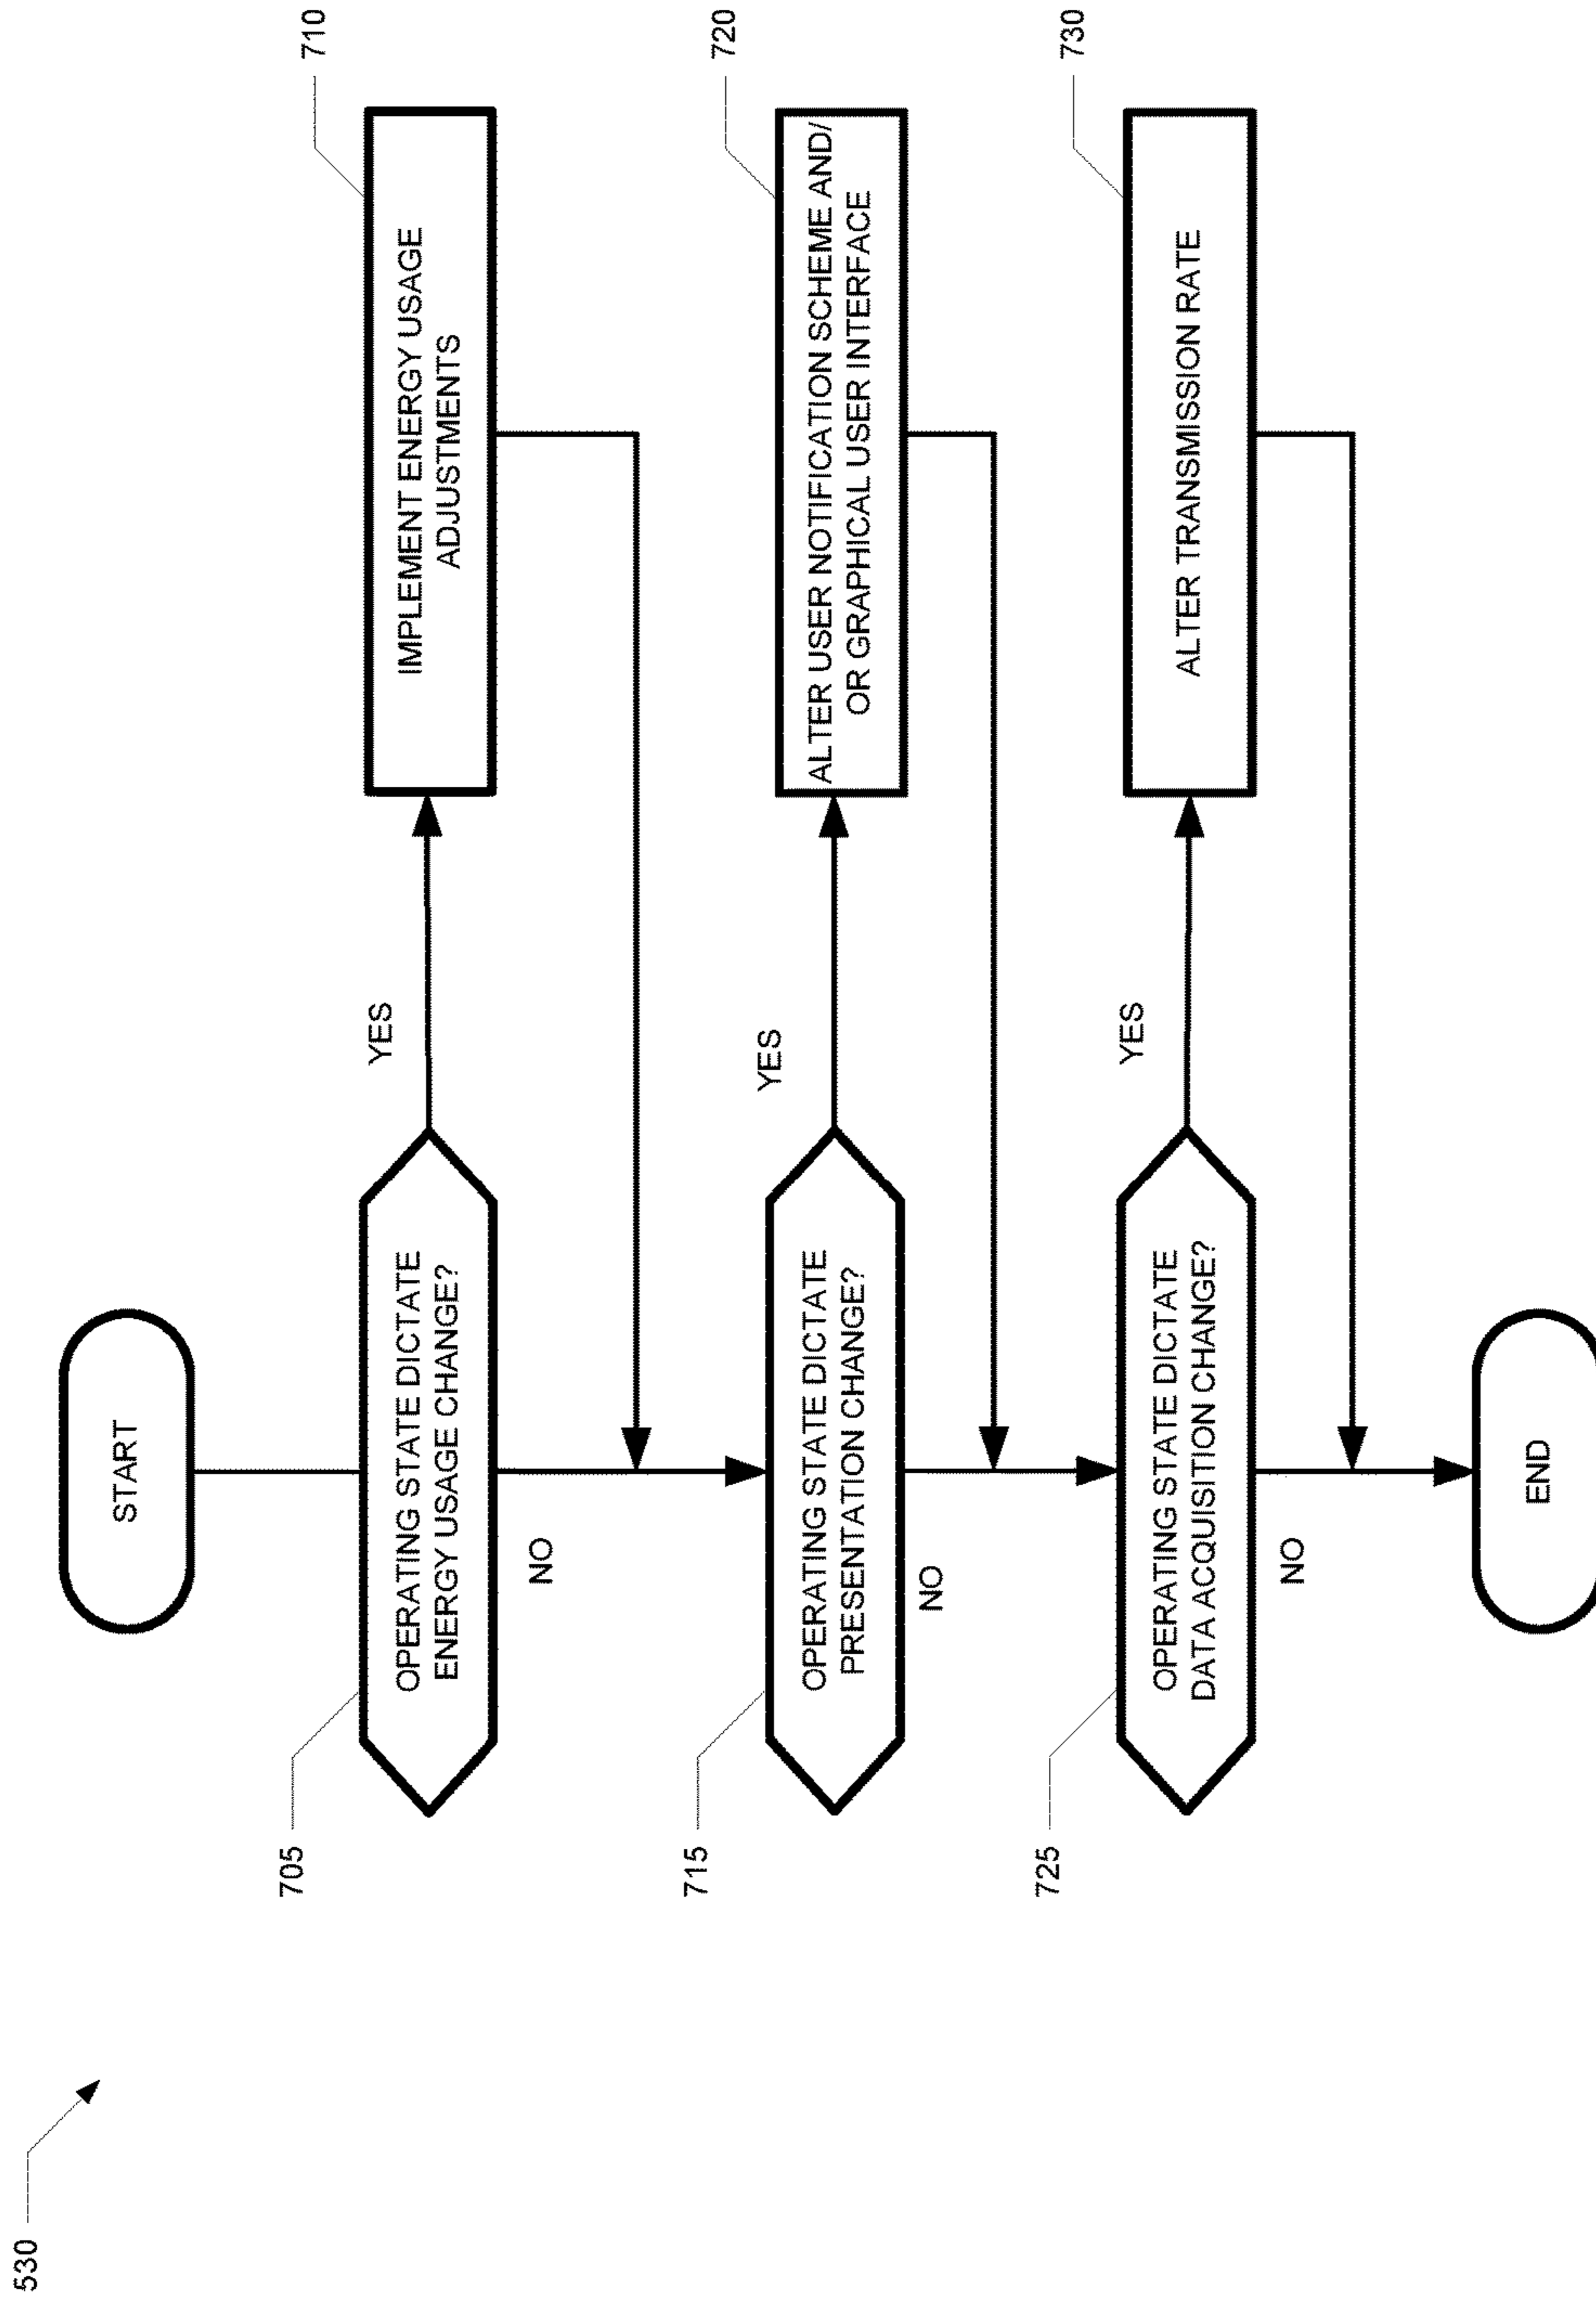 530
START
705
OPERATING STATE DICTATE
ENERGY USAGE CHANGE?
YES
710
IMPLEMENT ENERGY USAGE
ADJUSTMENTS
NO
715
OPERATING STATE DICTATE
PRESENTATION CHANGE?
YES
720
ALTER USER NOTIFICATION SCHEME AND/
OR GRAPHICAL USER INTERFACE
NO
725
OPERATING STATE DICTATE
DATA ACQUISITION CHANGE?
YES
730
ALTER TRANSMISSION RATE
NO
END